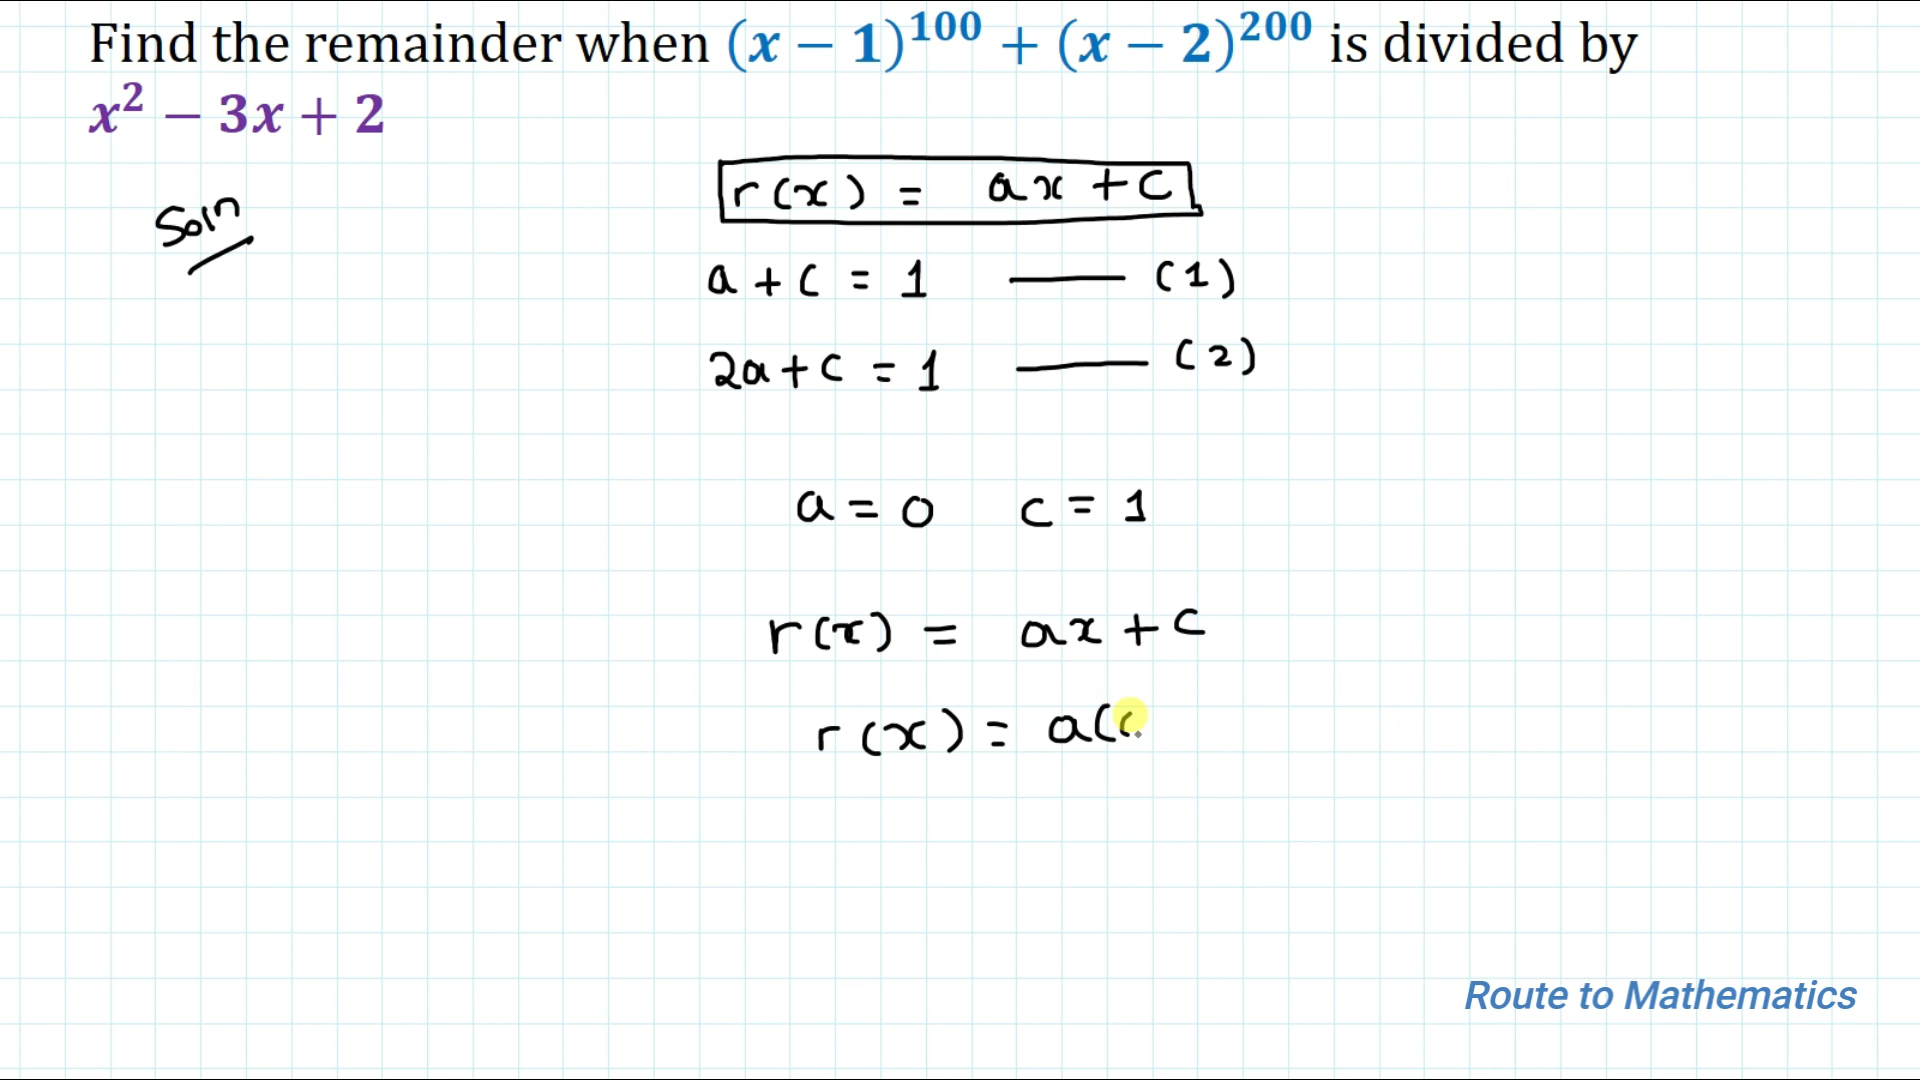 Find the remainder when (x − 1)¹⁰⁰ + (x − 2)²⁰⁰ is divided by
x² − 3x + 2
Soln
r(x) = ax + c
a + c = 1 —— (1)
2a + c = 1 —— (2)
a = 0 c = 1
r(x) = ax + c
r(x) = a(
Route to Mathematics